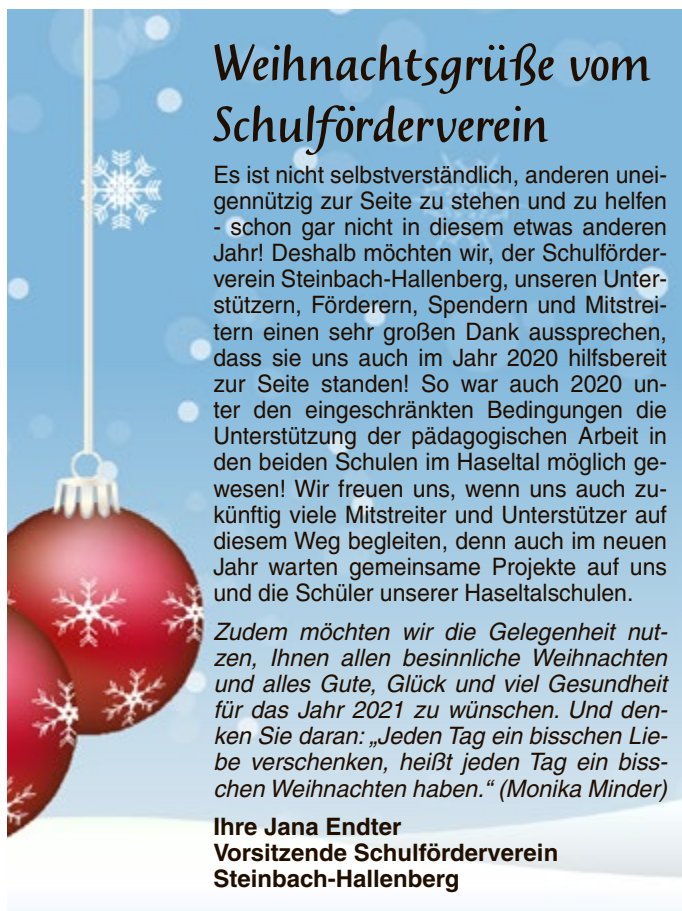 Weihnachtsgrüße vom
Schulförderverein
Es ist nicht selbstverständlich, anderen unei-
gennützig zur Seite zu stehen und zu helfen
- schon gar nicht in diesem etwas anderen
Jahr! Deshalb möchten wir, der Schulförder-
verein Steinbach-Hallenberg, unseren Unter-
stützern, Förderern, Spendern und Mitstrei-
tern einen sehr großen Dank aussprechen,
dass sie uns auch im Jahr 2020 hilfsbereit
zur Seite standen! So war auch 2020 un-
ter den eingeschränkten Bedingungen die
Unterstützung der pädagogischen Arbeit in
den beiden Schulen im Haseltal möglich ge-
wesen! Wir freuen uns, wenn uns auch zu-
künftig viele Mitstreiter und Unterstützer auf
diesem Weg begleiten, denn auch im neuen
Jahr warten gemeinsame Projekte auf uns
und die Schüler unserer Haseltalschulen.
Zudem möchten wir die Gelegenheit nut-
zen, Ihnen allen besinnliche Weihnachten
und alles Gute, Glück und viel Gesundheit
für das Jahr 2021 zu wünschen. Und den-
ken Sie daran: „Jeden Tag ein bisschen Lie-
be verschenken, heißt jeden Tag ein biss-
chen Weihnachten haben.“ (Monika Minder)
Ihre Jana Endter
Vorsitzende Schulförderverein
Steinbach-Hallenberg